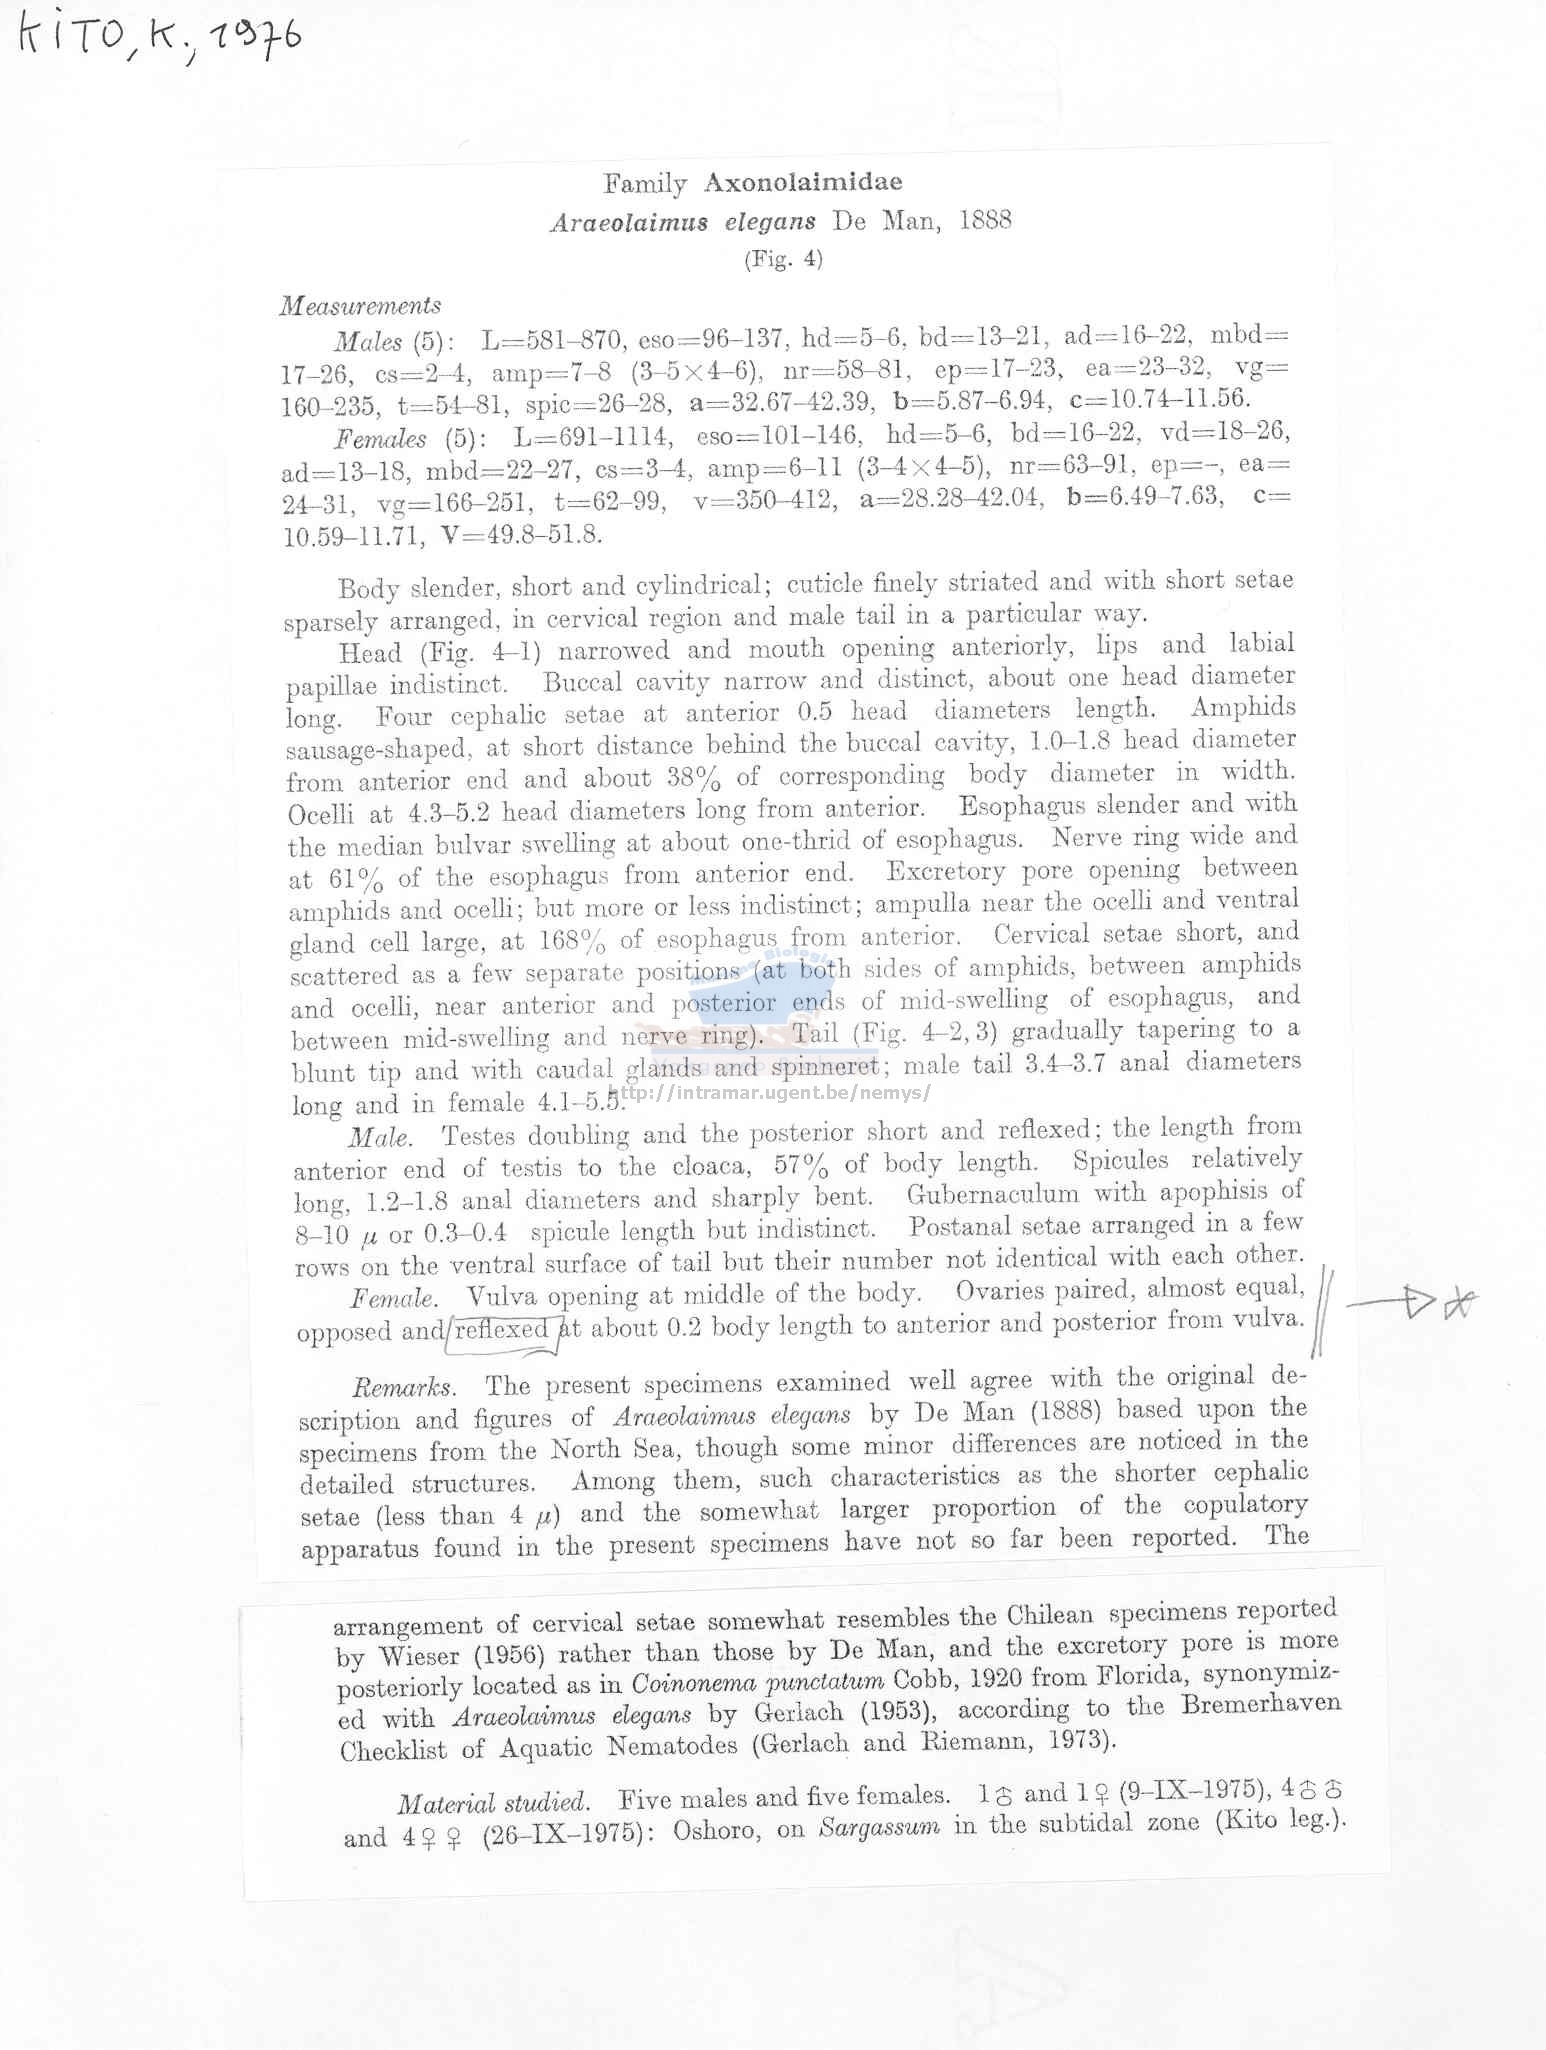 KITO, K., 1976
Family Axonolaimidae
Araeolaimus elegans De Man, 1888
(Fig. 4)
Measurements
Males (5): L=581–870, eso=96–137, hd=5–6, bd=13–21, ad=16–22, mbd=
17–26, cs=2–4, amp=7–8 (3–5×4–6), nr=58–81, ep=17–23, ea=23–32, vg=
160–235, t=54–81, spic=26–28, a=32.67–42.39, b=5.87–6.94, c=10.74–11.56.
Females (5): L=691–1114, eso=101–146, hd=5–6, bd=16–22, vd=18–26,
ad=13–18, mbd=22–27, cs=3–4, amp=6–11 (3–4×4–5), nr=63–91, ep=–, ea=
24–31, vg=166–251, t=62–99, v=350–412, a=28.28–42.04, b=6.49–7.63, c=
10.59–11.71, V=49.8–51.8.
Body slender, short and cylindrical; cuticle finely striated and with short setae
sparsely arranged, in cervical region and male tail in a particular way.
Head (Fig. 4–1) narrowed and mouth opening anteriorly, lips and labial
papillae indistinct. Buccal cavity narrow and distinct, about one head diameter
long. Four cephalic setae at anterior 0.5 head diameters length. Amphids
sausage-shaped, at short distance behind the buccal cavity, 1.0–1.8 head diameter
from anterior end and about 38% of corresponding body diameter in width.
Ocelli at 4.3–5.2 head diameters long from anterior. Esophagus slender and with
the median bulvar swelling at about one-thrid of esophagus. Nerve ring wide and
at 61% of the esophagus from anterior end. Excretory pore opening between
amphids and ocelli; but more or less indistinct; ampulla near the ocelli and ventral
gland cell large, at 168% of esophagus from anterior. Cervical setae short, and
scattered as a few separate positions (at both sides of amphids, between amphids
and ocelli, near anterior and posterior ends of mid-swelling of esophagus, and
between mid-swelling and nerve ring). Tail (Fig. 4–2, 3) gradually tapering to a
blunt tip and with caudal glands and spinneret; male tail 3.4–3.7 anal diameters
long and in female 4.1–5.5.
http://intramar.ugent.be/nemys/
Male. Testes doubling and the posterior short and reflexed; the length from
anterior end of testis to the cloaca, 57% of body length. Spicules relatively
long, 1.2–1.8 anal diameters and sharply bent. Gubernaculum with apophisis of
8–10 μ or 0.3–0.4 spicule length but indistinct. Postanal setae arranged in a few
rows on the ventral surface of tail but their number not identical with each other.
Female. Vulva opening at middle of the body. Ovaries paired, almost equal,
opposed and reflexed at about 0.2 body length to anterior and posterior from vulva.
Remarks. The present specimens examined well agree with the original de-
scription and figures of Araeolaimus elegans by De Man (1888) based upon the
specimens from the North Sea, though some minor differences are noticed in the
detailed structures. Among them, such characteristics as the shorter cephalic
setae (less than 4 μ) and the somewhat larger proportion of the copulatory
apparatus found in the present specimens have not so far been reported. The
arrangement of cervical setae somewhat resembles the Chilean specimens reported
by Wieser (1956) rather than those by De Man, and the excretory pore is more
posteriorly located as in Coinonema punctatum Cobb, 1920 from Florida, synonymiz-
ed with Araeolaimus elegans by Gerlach (1953), according to the Bremerhaven
Checklist of Aquatic Nematodes (Gerlach and Riemann, 1973).
Material studied. Five males and five females. 1♂ and 1♀ (9–IX–1975), 4♂♂
and 4♀♀ (26–IX–1975): Oshoro, on Sargassum in the subtidal zone (Kito leg.).